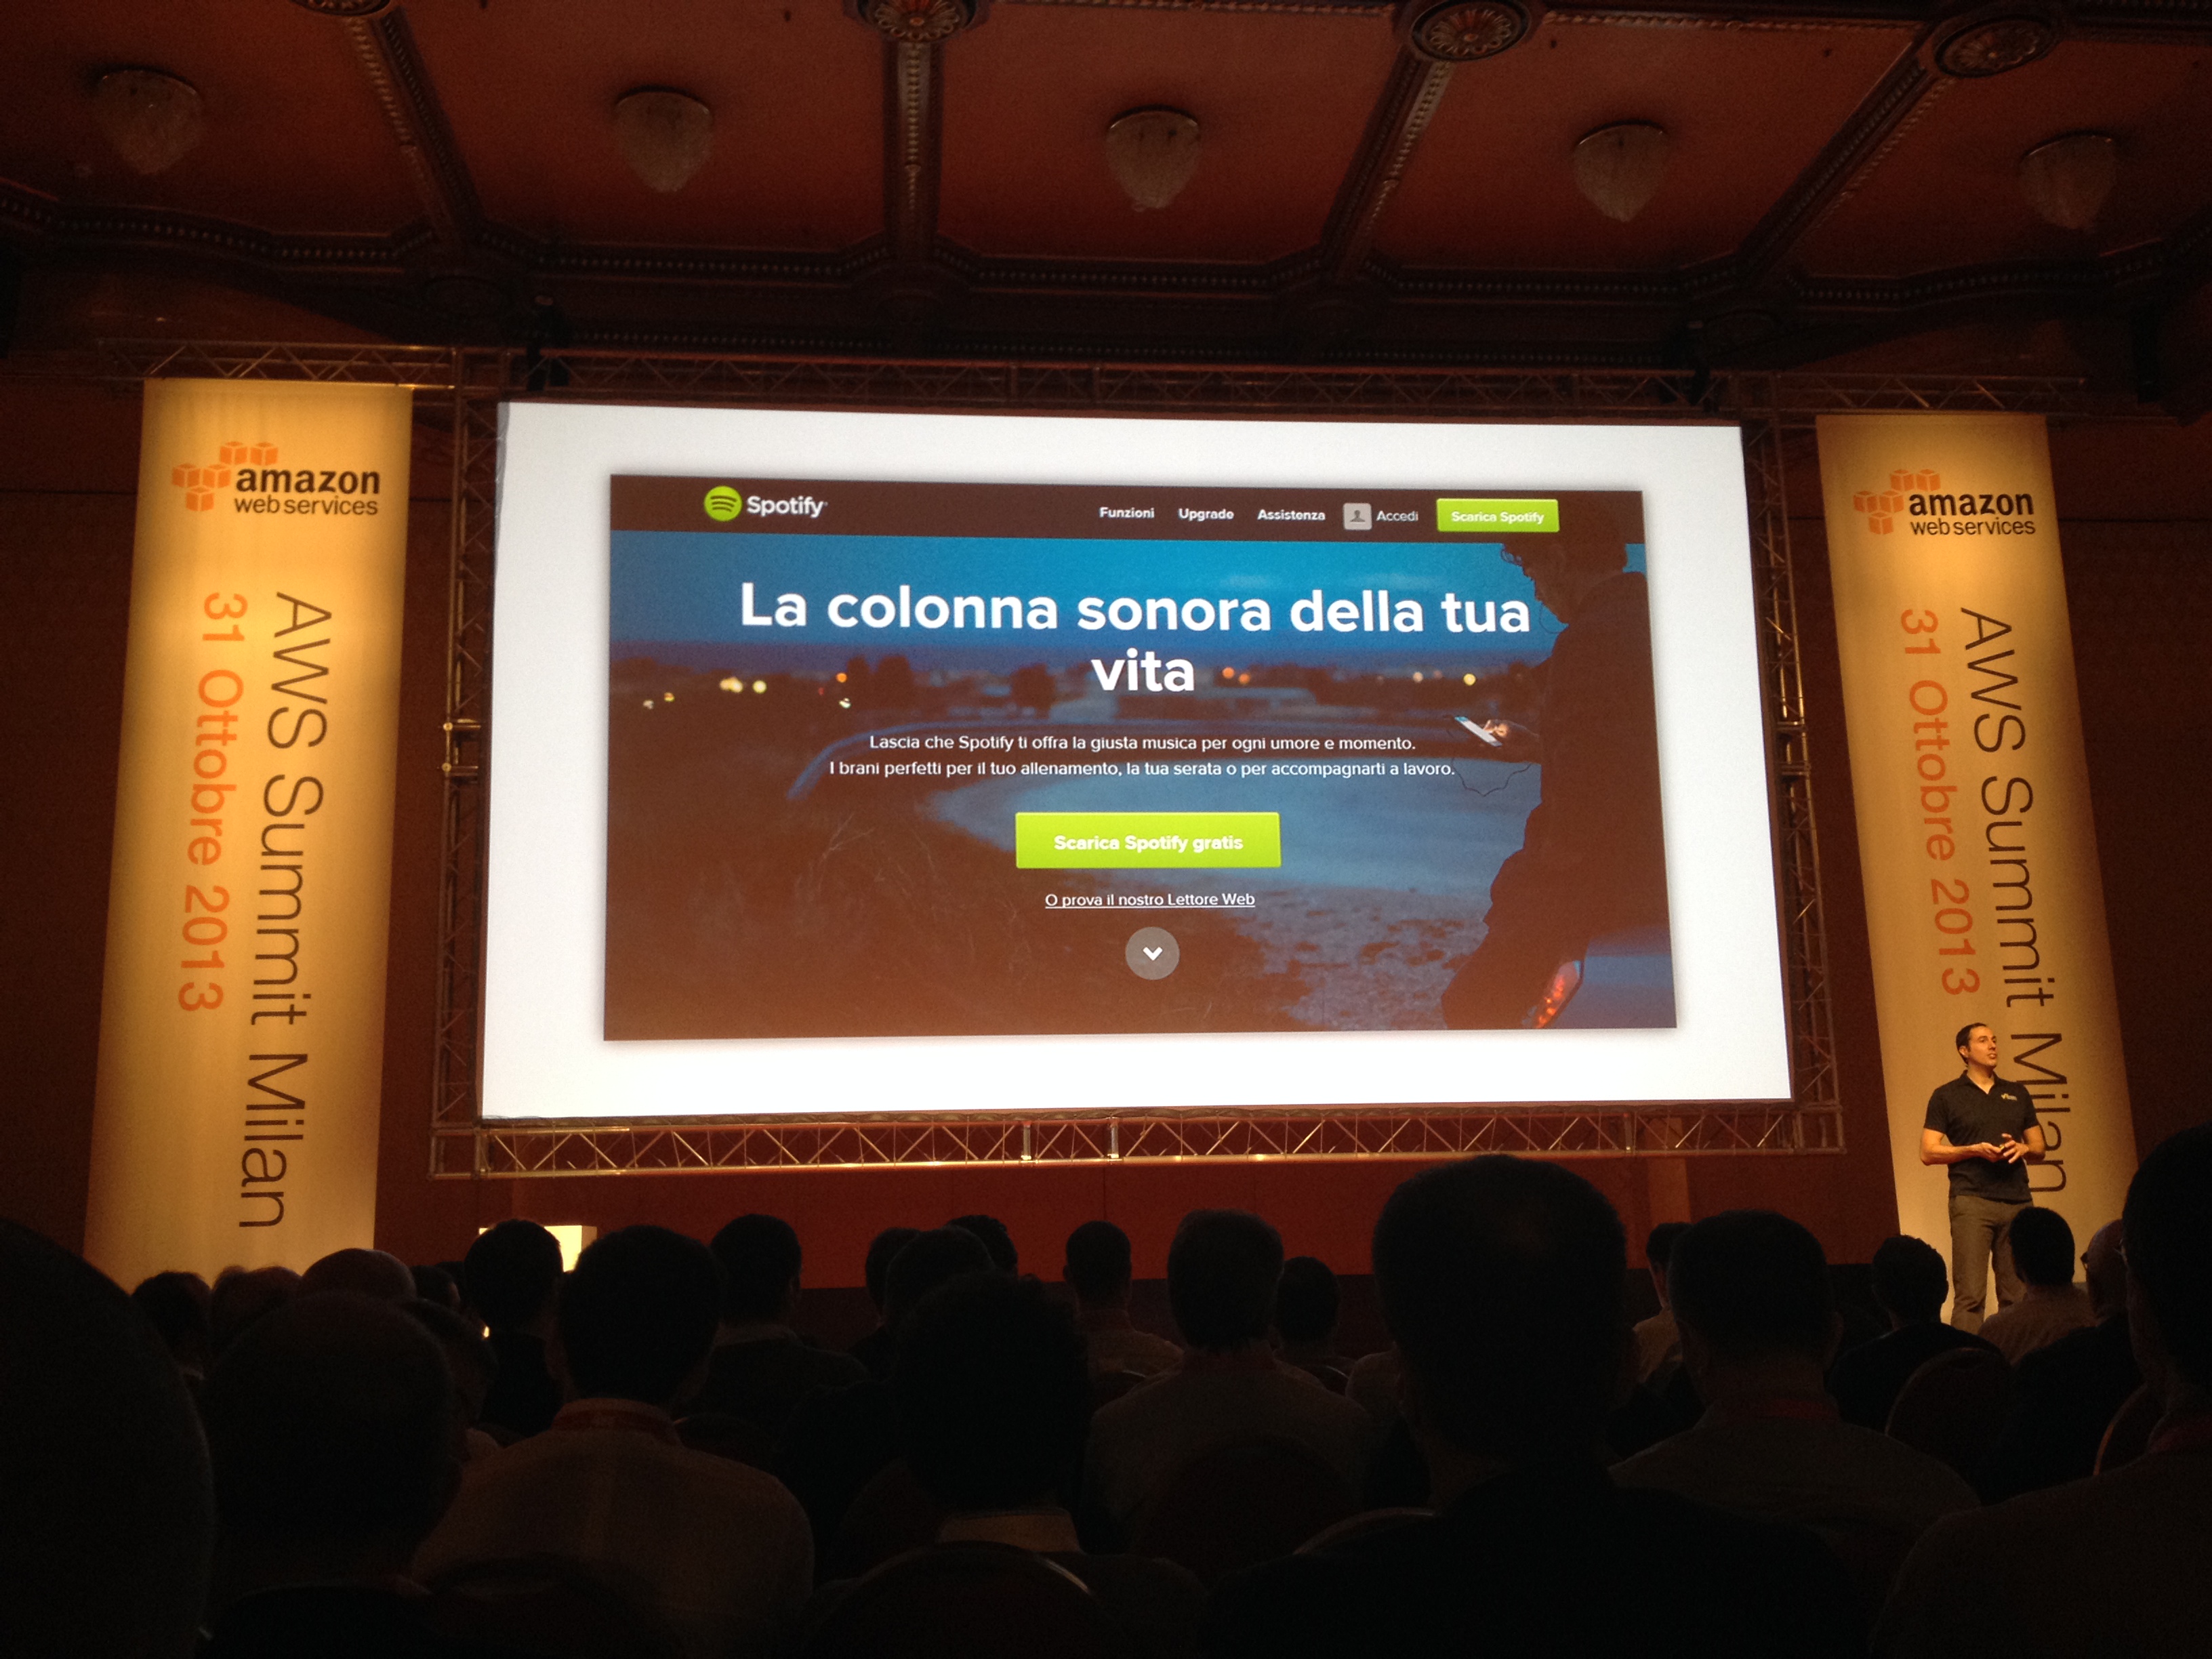 amazon
web services
AWS Summit Milan
31 Ottobre 2013
Spotify
Funzioni Upgrade Assistenza Accedi Scarica Spotify
La colonna sonora della tua
vita
Lascia che Spotify ti offra la giusta musica per ogni umore e momento.
I brani perfetti per il tuo allenamento, la tua serata o per accompagnarti a lavoro.
Scarica Spotify gratis
O prova il nostro Lettore Web
amazon
web services
AWS Summit Milan
31 Ottobre 2013